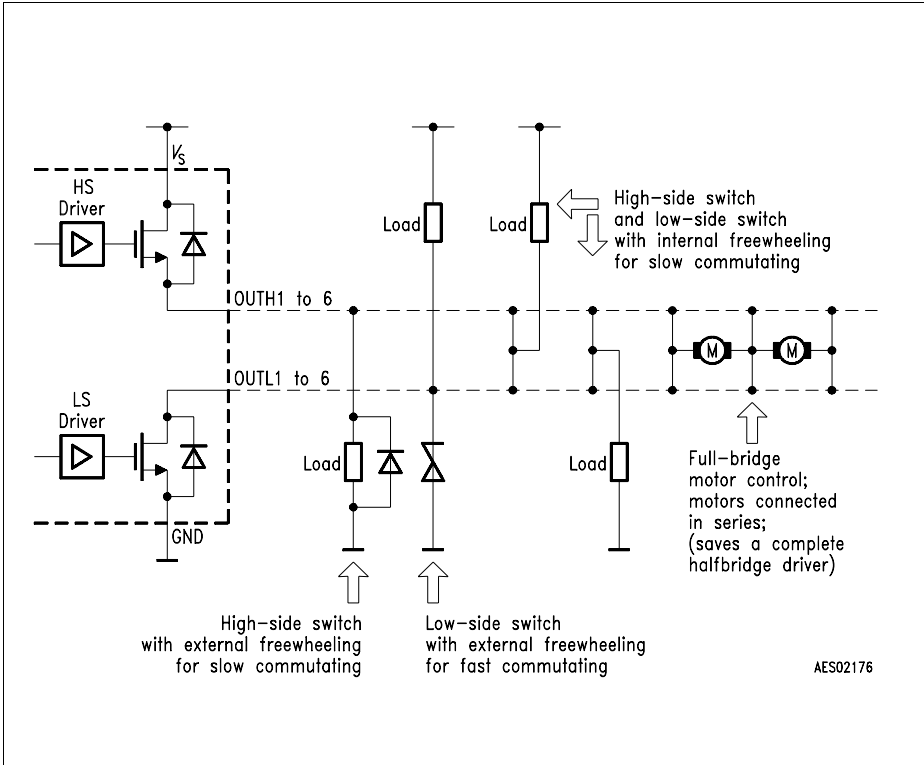 VS
HS
Driver
Load
Load
High-side switch
and low-side switch
with internal freewheeling
for slow commutating
OUTH1 to 6
M
M
OUTL1 to 6
LS
Driver
Load
Load
GND
Full-bridge
motor control;
motors connected
in series;
(saves a complete
halfbridge driver)
High-side switch
with external freewheeling
for slow commutating
Low-side switch
with external freewheeling
for fast commutating
AES02176